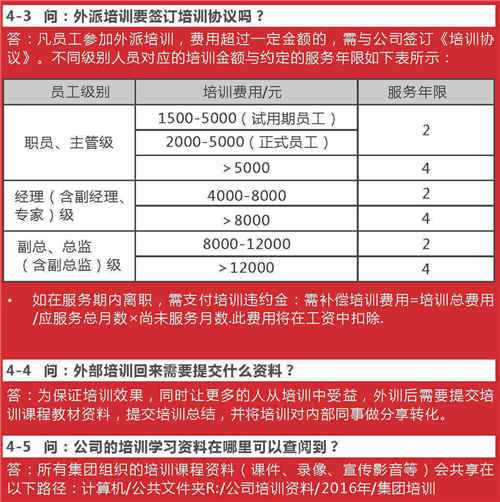 4-3 问：外派培训要签订培训协议吗？
答：凡员工参加外派培训，费用超过一定金额的，需与公司签订《培训协
议》。不同级别人员对应的培训金额与约定的服务年限如下表所示：
员工级别 培训费用/元 服务年限
职员、主管级 1500-5000（试用期员工） 2
2000-5000（正式员工）
>5000 4
经理（含副经理、专家）级 4000-8000 2
>8000 4
副总、总监（含副总监）级 8000-12000 2
>12000 4
• 如在服务期内离职，需支付培训违约金：需补偿培训费用=培训总费用
/应服务总月数×尚未服务月数.此费用将在工资中扣除.
4-4 问：外部培训回来需要提交什么资料？
答：为保证培训效果，同时让更多的人从培训中受益，外训后需要提交培
训课程教材资料，提交培训总结，并将培训对内部同事做分享转化。
4-5 问：公司的培训学习资料在哪里可以查阅到？
答：所有集团组织的培训课程资料（课件、录像、宣传影音等）会共享在
以下路径：计算机/公共文件夹R:/公司培训资料/2016年/集团培训